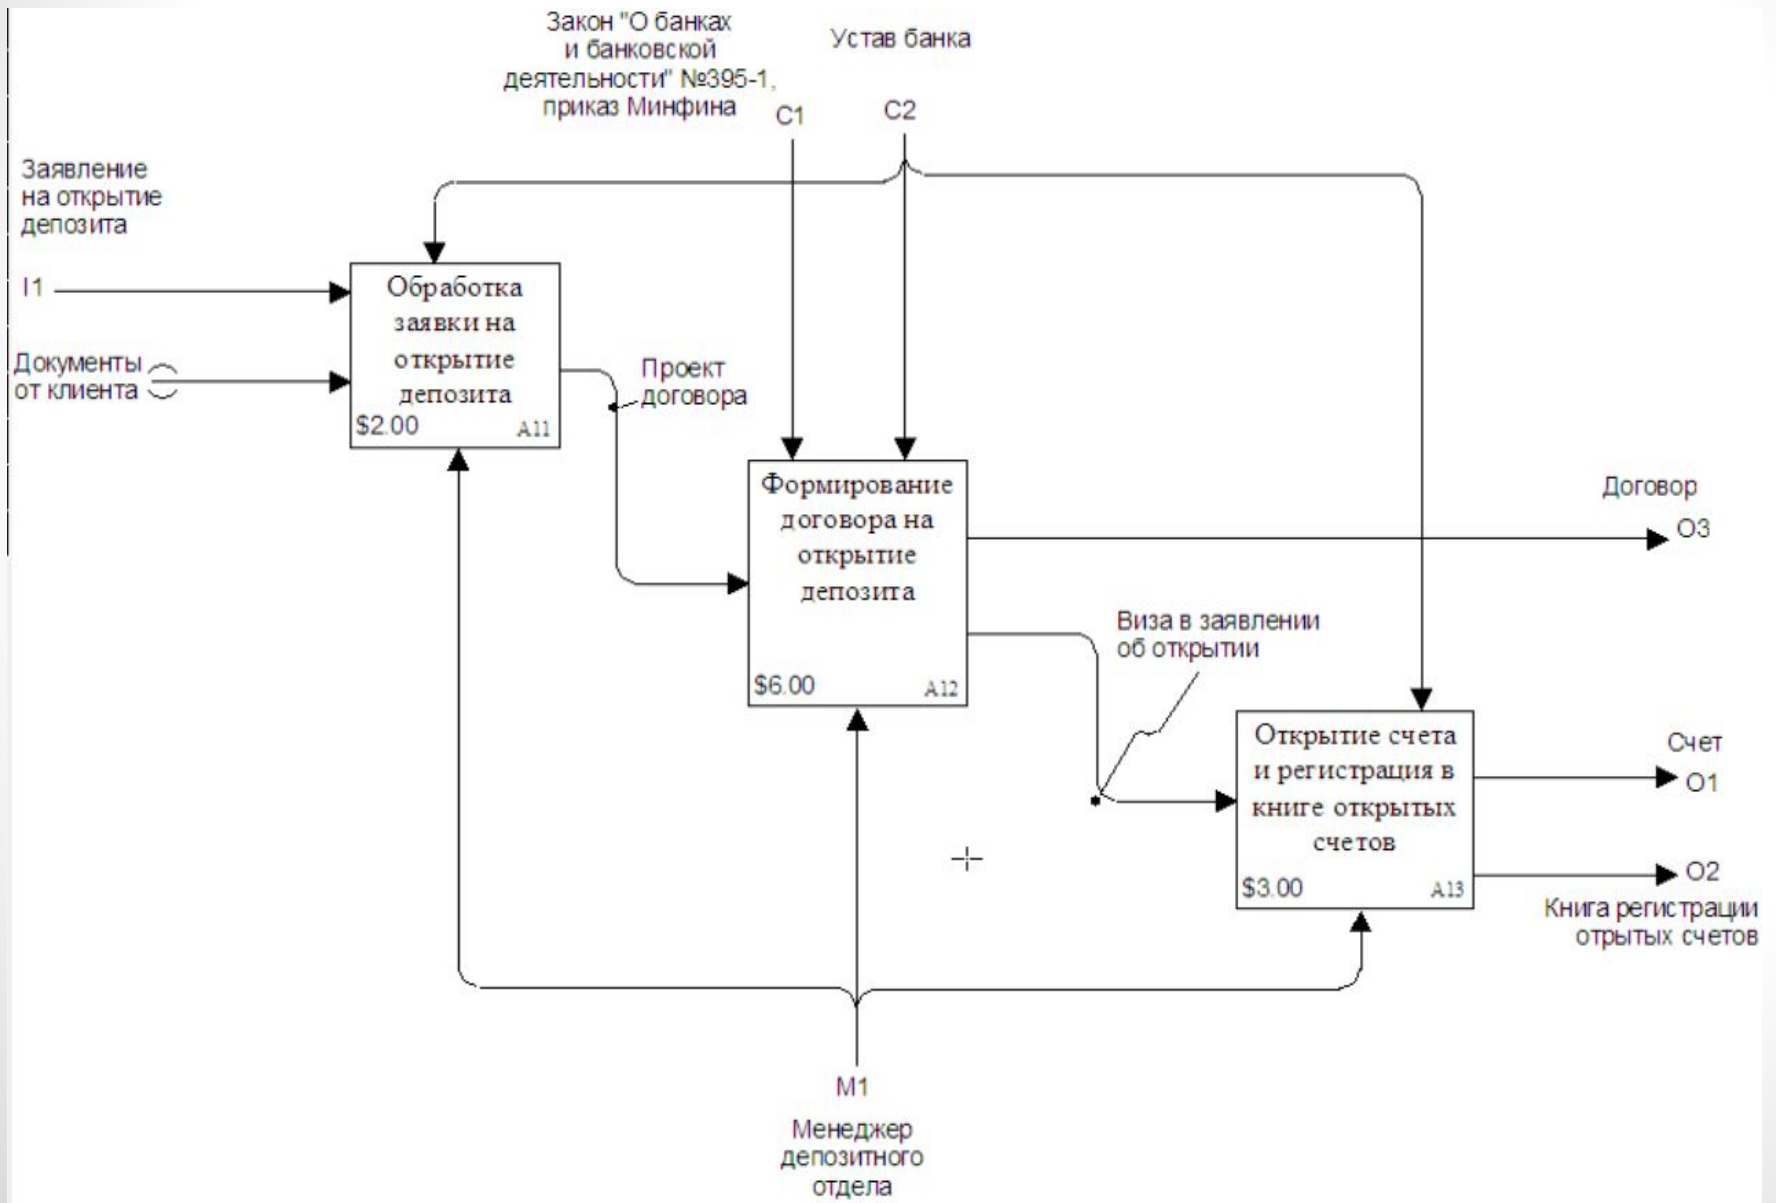 Закон "О банках
и банковской
деятельности" №395-1,
приказ Минфина
C1
Устав банка
C2
Заявление
на открытие
депозита
I1
Документы
от клиента
Обработка
заявки на
открытие
депозита
$2.00 A11
Проект
договора
Формирование
договора на
открытие
депозита
$6.00 A12
Договор
O3
Виза в заявлении
об открытии
Открытие счета
и регистрация в
книге открытых
счетов
$3.00 A13
Счет
O1
O2
Книга регистрации
отрытых счетов
M1
Менеджер
депозитного
отдела